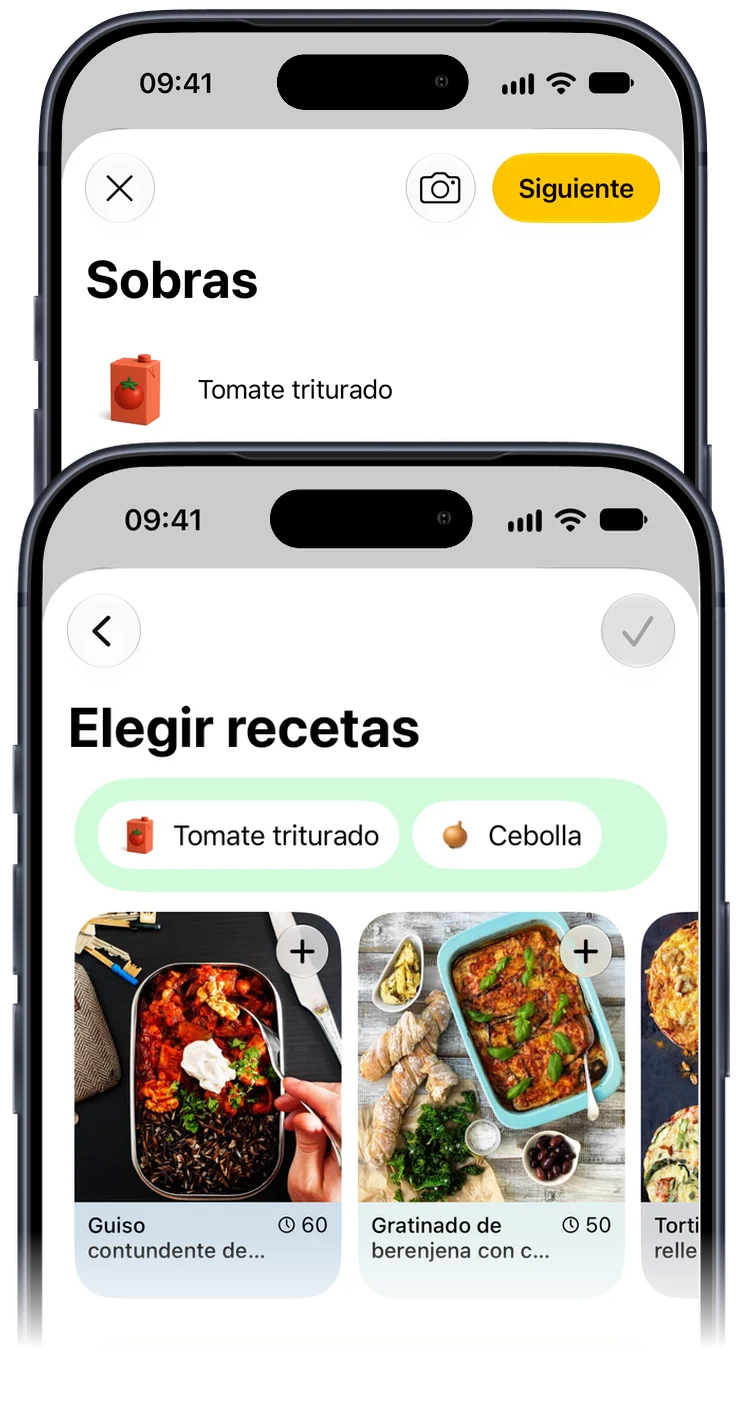 09:41
Siguiente
Sobras
Tomate triturado
09:41
Elegir recetas
Tomate triturado
Cebolla
Guiso 60
contundente de...
Gratinado de 50
berenjena con c...
Torti
relle